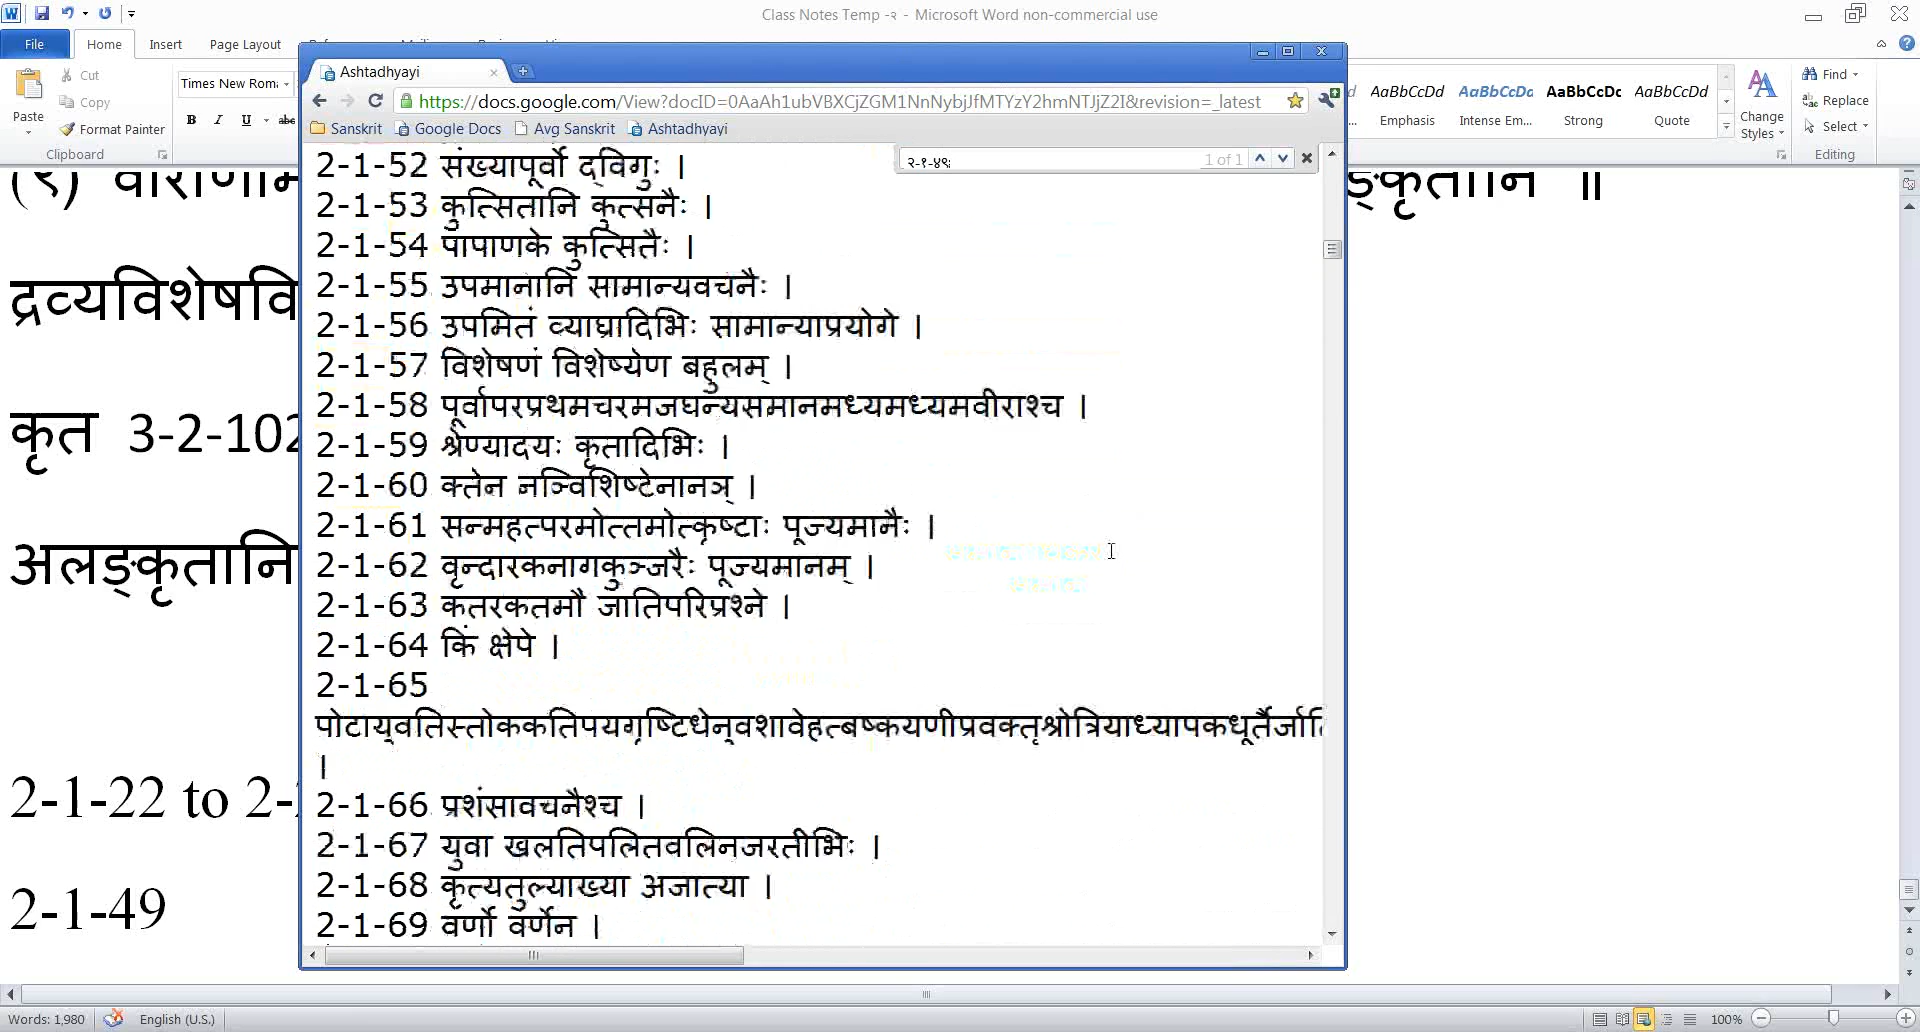 Class Notes Temp -२ - Microsoft Word non-commercial use
File Home Insert Page Layout
Cut
Copy
Format Painter
Paste
Clipboard
Times New Roma
B I U abc
Ashtadhyayi
https://docs.google.com/View?docID=0AaAh1ubVBXCjZGM1NnNybjJfMTYzY2hmNTJjZ2I&revision=_latest
Sanskrit Google Docs Avg Sanskrit Ashtadhyayi
२-१-४९ 1 of 1
AaBbCcDd AaBbCcDd AaBbCcDc AaBbCcDd
Emphasis Intense Em... Strong Quote
Change
Styles
Find
Replace
Select
Editing
2-1-52 संख्यापूर्वो द्विगुः |
2-1-53 कुत्सितानि कुत्सनैः |
2-1-54 पापाणके कुत्सितैः |
2-1-55 उपमानानि सामान्यवचनैः |
2-1-56 उपमितं व्याघ्रादिभिः सामान्याप्रयोगे |
2-1-57 विशेषणं विशेष्येण बहुलम् |
2-1-58 पूर्वापरप्रथमचरमजघन्यसमानमध्यमध्यमवीराश्च |
2-1-59 श्रेण्यादयः कृतादिभिः |
2-1-60 क्तेन नञ्विशिष्टेनानञ् |
2-1-61 सन्महत्परमोत्तमोत्कृष्टाः पूज्यमामैः |
2-1-62 वृन्दारकनागकुञ्जरैः पूज्यमानम् |
2-1-63 कतरकतमौ जातिपरिप्रश्ने |
2-1-64 किं क्षेपे |
2-1-65
पोटायुवतिस्तोककतिपयगृष्टिधेनुवशावेहत्बष्कयणीप्रवक्तृश्रोत्रियाध्यापकधूर्तैर्जाति
|
2-1-66 प्रशंसावचनैश्च |
2-1-67 युवा खलतिपलितवलिनजरतीभिः |
2-1-68 कृत्यतुल्याख्या अजात्या |
2-1-69 वर्णो वर्णेन |
ङ्कृतानि ॥
द्रव्यविशेषवि
कृत 3-2-102
अलङ्कृतानि
2-1-22 to 2-
2-1-49
Words: 1,980 English (U.S.) 100%